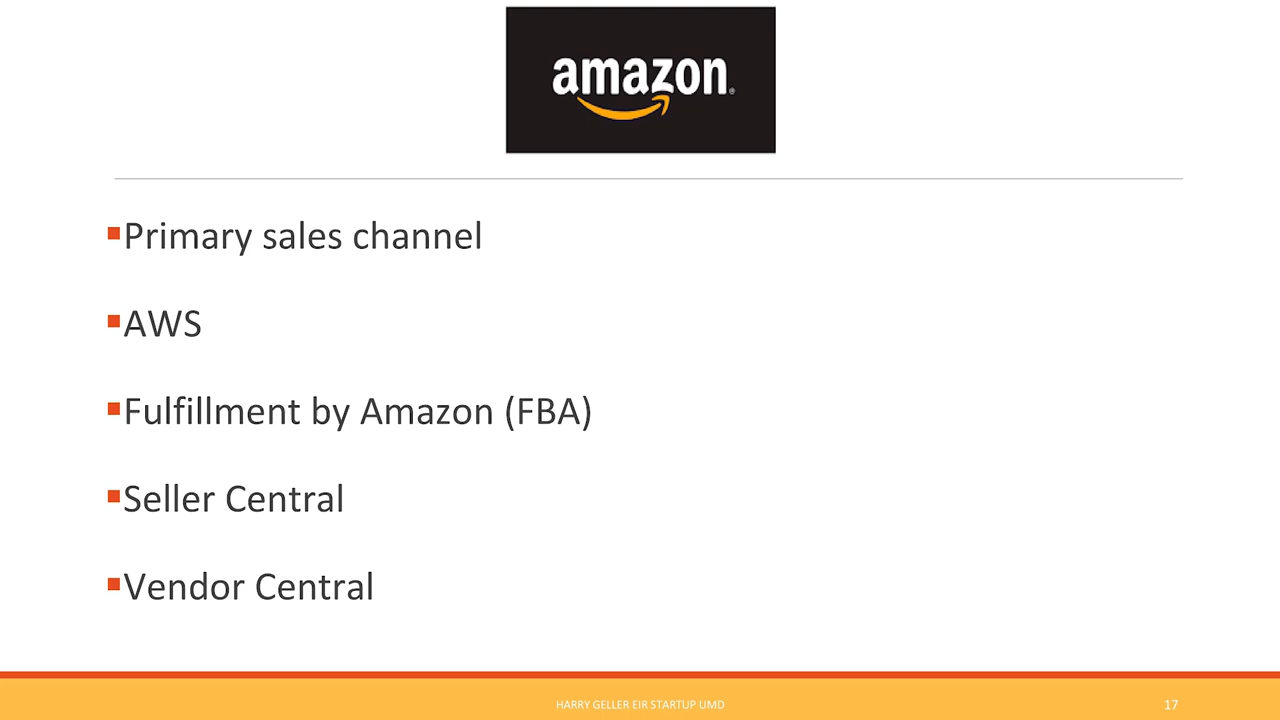 amazon®
▪Primary sales channel
▪AWS
▪Fulfillment by Amazon (FBA)
▪Seller Central
▪Vendor Central
HARRY GELLER EIR STARTUP UMD
17